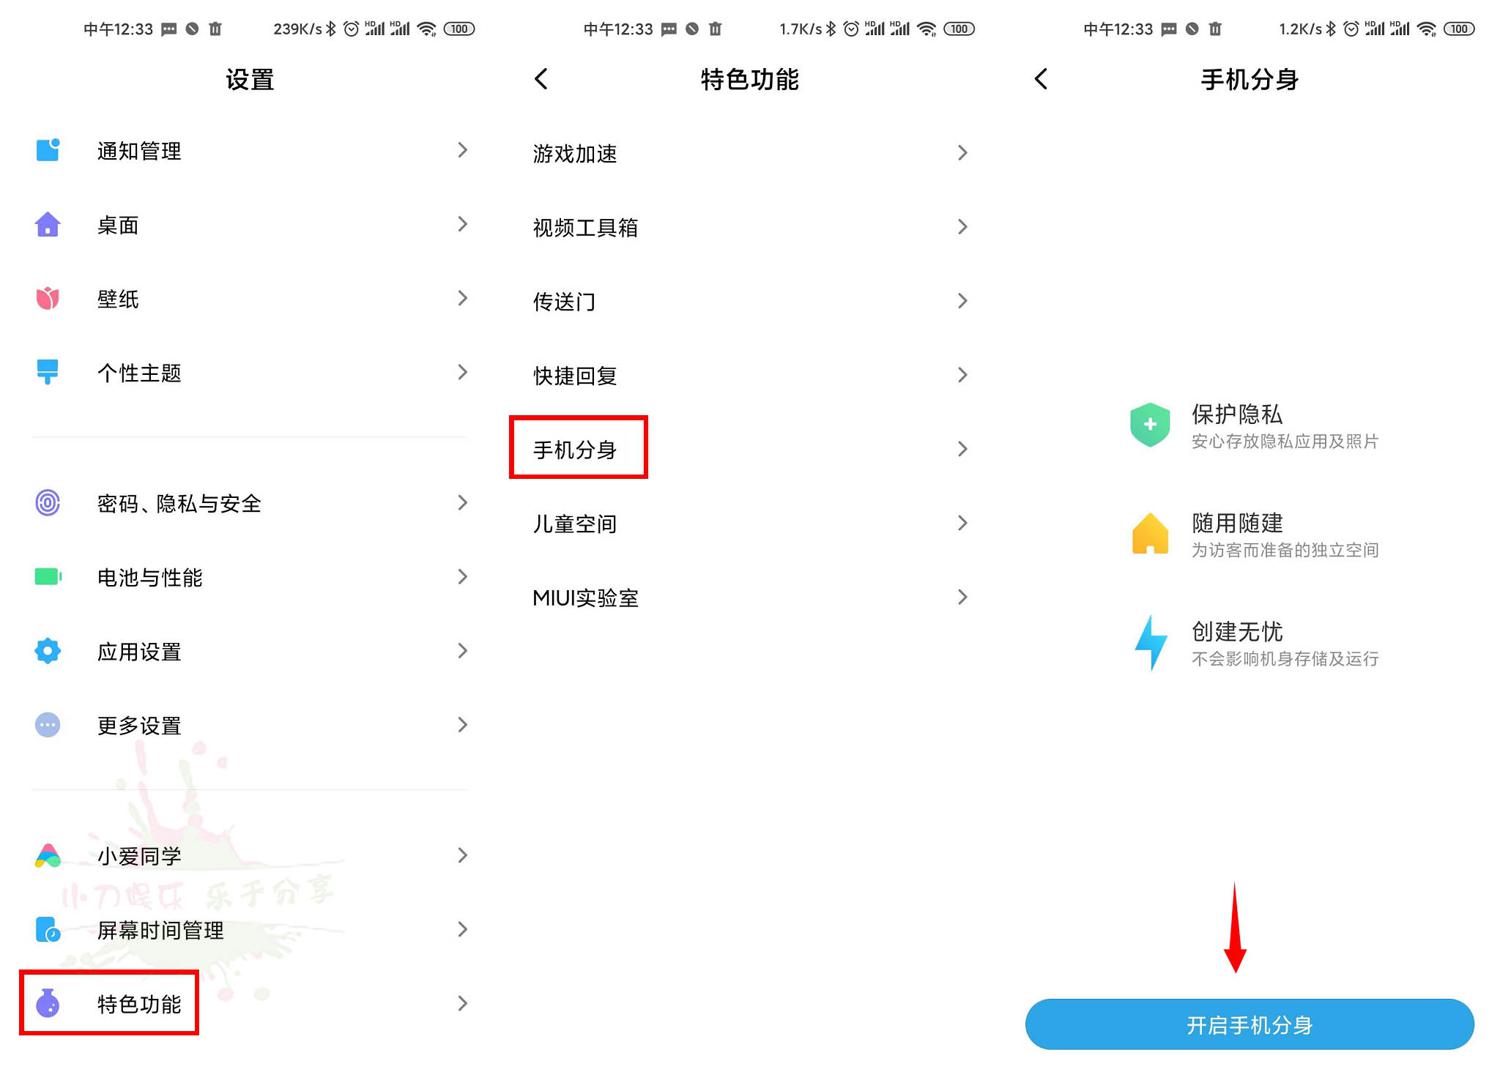 中午12:33
239K/s
HD
HD
100
设置
通知管理
桌面
壁纸
个性主题
密码、隐私与安全
电池与性能
应用设置
更多设置
小爱同学
小刀娱乐 乐于分享
屏幕时间管理
特色功能
中午12:33
1.7K/s
HD
HD
100
特色功能
游戏加速
视频工具箱
传送门
快捷回复
手机分身
儿童空间
MIUI实验室
中午12:33
1.2K/s
HD
HD
100
手机分身
保护隐私
安心存放隐私应用及照片
随用随建
为访客而准备的独立空间
创建无忧
不会影响机身存储及运行
开启手机分身